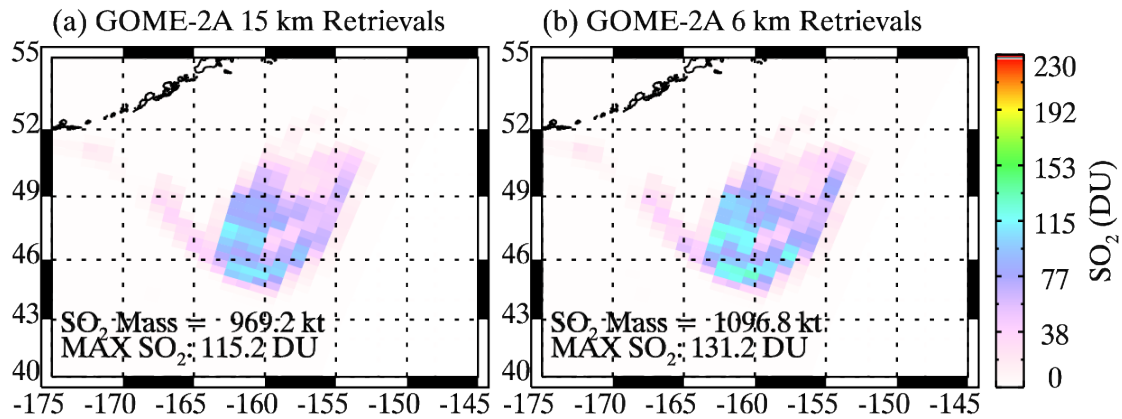 (a) GOME-2A 15 km Retrievals
(b) GOME-2A 6 km Retrievals
55
52
49
46
43
40
SO₂ Mass = 969.2 kt
MAX SO₂: 115.2 DU
-175 -170 -165 -160 -155 -150 -145
55
52
49
46
43
40
SO₂ Mass = 1096.8 kt
MAX SO₂: 131.2 DU
-175 -170 -165 -160 -155 -150 -145
230
192
153
115
77
38
0
SO₂ (DU)